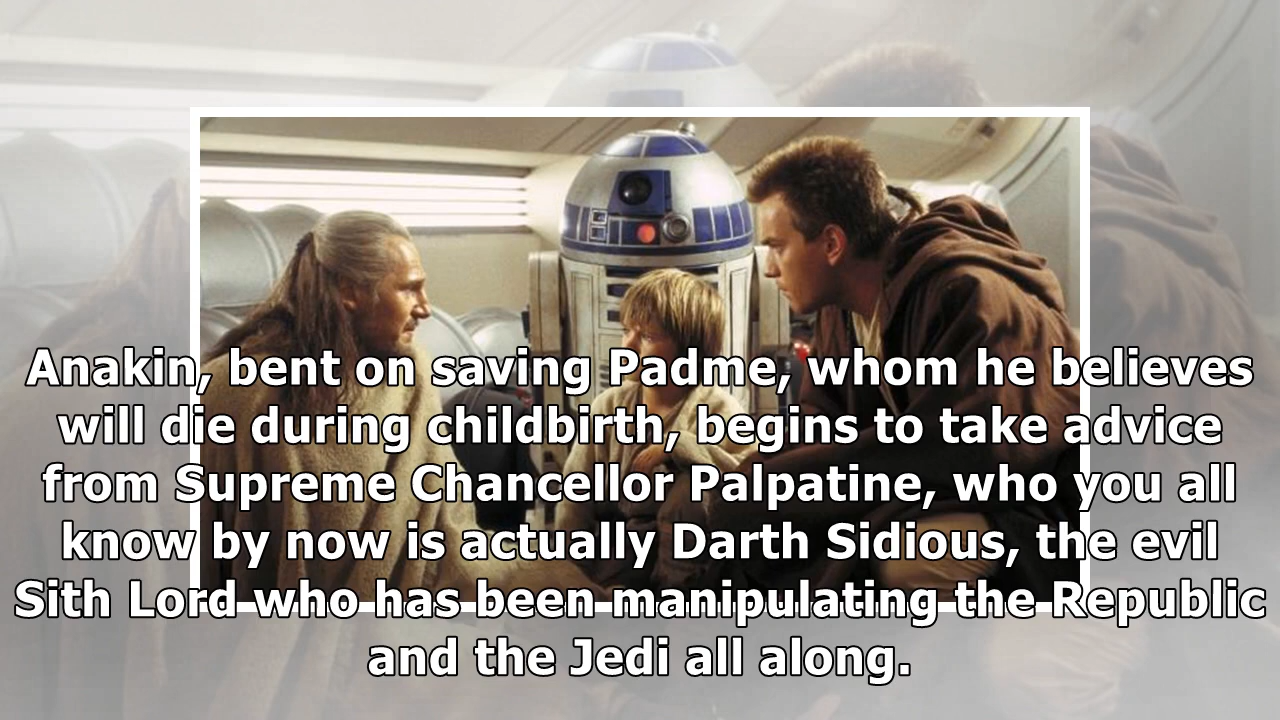 Anakin, bent on saving Padme, whom he believes
will die during childbirth, begins to take advice
from Supreme Chancellor Palpatine, who you all
know by now is actually Darth Sidious, the evil
Sith Lord who has been manipulating the Republic
and the Jedi all along.